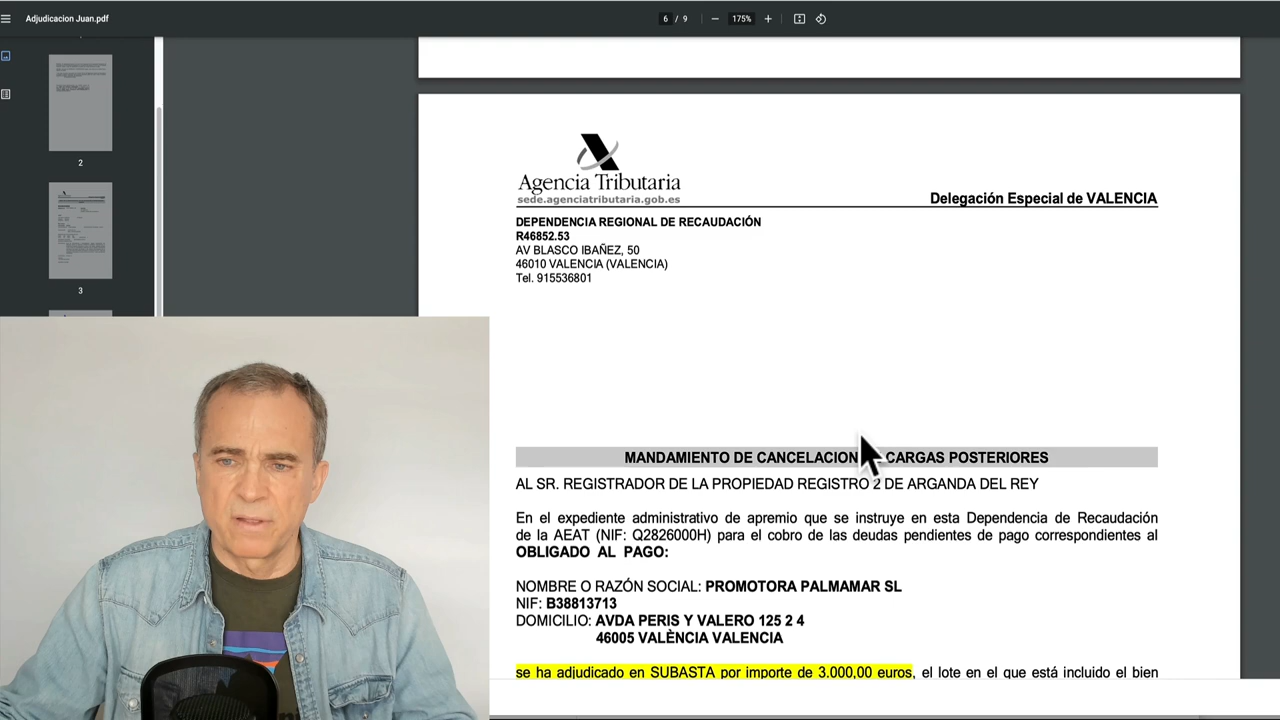 Adjudicacion Juan.pdf
6 / 9
175%
2
3
Agencia Tributaria
sede.agenciatributaria.gob.es
Delegación Especial de VALENCIA
DEPENDENCIA REGIONAL DE RECAUDACIÓN
R46852.53
AV BLASCO IBAÑEZ, 50
46010 VALENCIA (VALENCIA)
Tel. 915536801
MANDAMIENTO DE CANCELACION CARGAS POSTERIORES
AL SR. REGISTRADOR DE LA PROPIEDAD REGISTRO 2 DE ARGANDA DEL REY
En el expediente administrativo de apremio que se instruye en esta Dependencia de Recaudación
de la AEAT (NIF: Q2826000H) para el cobro de las deudas pendientes de pago correspondientes al
OBLIGADO AL PAGO:
NOMBRE O RAZÓN SOCIAL: PROMOTORA PALMAMAR SL
NIF: B38813713
DOMICILIO: AVDA PERIS Y VALERO 125 2 4
46005 VALÈNCIA VALENCIA
se ha adjudicado en SUBASTA por importe de 3.000,00 euros, el lote en el que está incluido el bien